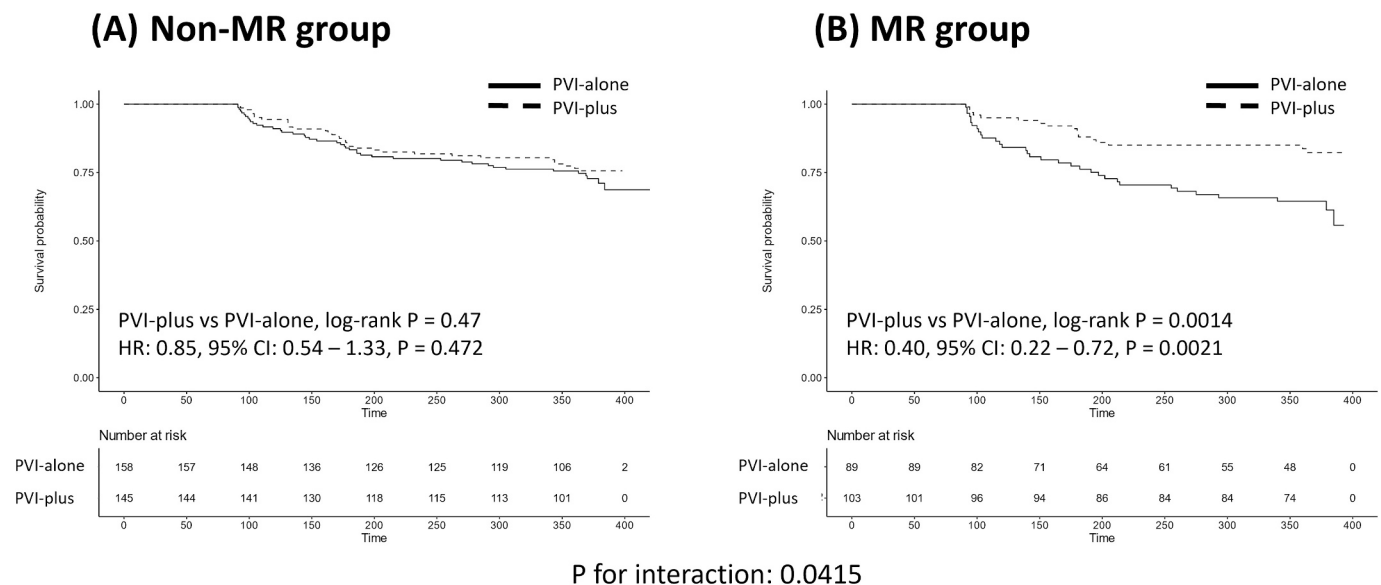 (A) Non-MR group
PVI-alone
PVI-plus
1.00
0.75
0.50
0.25
0.00
Survival probability
PVI-plus vs PVI-alone, log-rank P = 0.47
HR: 0.85, 95% CI: 0.54 – 1.33, P = 0.472
0 50 100 150 200 250 300 350 400
Time
Number at risk
PVI-alone 158 157 148 136 126 125 119 106 2
PVI-plus 145 144 141 130 118 115 113 101 0
0 50 100 150 200 250 300 350 400
Time
(B) MR group
PVI-alone
PVI-plus
1.00
0.75
0.50
0.25
0.00
Survival probability
PVI-plus vs PVI-alone, log-rank P = 0.0014
HR: 0.40, 95% CI: 0.22 – 0.72, P = 0.0021
0 50 100 150 200 250 300 350 400
Time
Number at risk
PVI-alone 89 89 82 71 64 61 55 48 0
PVI-plus 103 101 96 94 86 84 84 74 0
0 50 100 150 200 250 300 350 400
Time
P for interaction: 0.0415